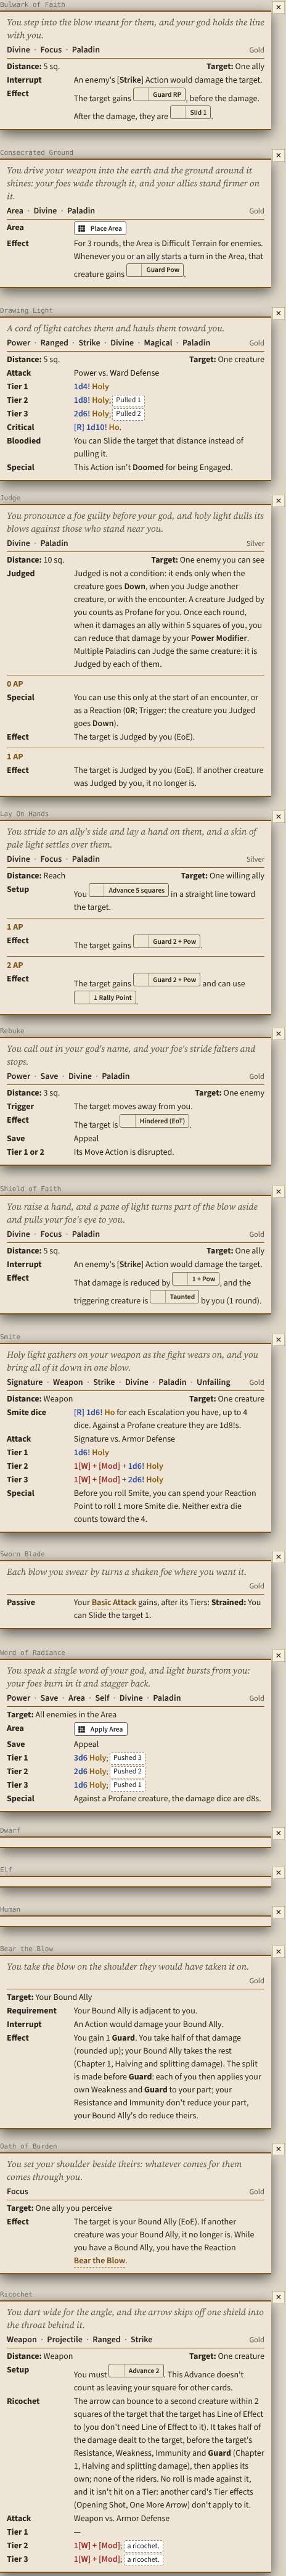 Bulwark of Faith
You step into the blow meant for them, and your god holds the line
with you.
Divine · Focus · Paladin Gold
Distance: 5 sq. Target: One ally
Interrupt An enemy's [Strike] Action would damage the target.
Effect The target gains Guard RP, before the damage.
After the damage, they are Slid 1.
Consecrated Ground
You drive your weapon into the earth and the ground around it
shines: your foes wade through it, and your allies stand firmer on
it.
Area · Divine · Paladin Gold
Area Place Area
Effect For 3 rounds, the Area is Difficult Terrain for enemies.
Whenever you or an ally starts a turn in the Area, that
creature gains Guard Pow.
Drawing Light
A cord of light catches them and hauls them toward you.
Power · Ranged · Strike · Divine · Magical · Paladin Gold
Distance: 5 sq. Target: One creature
Attack Power vs. Ward Defense
Tier 1 1d4! Holy
Tier 2 1d8! Holy; Pulled 1
Tier 3 2d6! Holy; Pulled 2
Critical [R] 1d10! Ho.
Bloodied You can Slide the target that distance instead of
pulling it.
Special This Action isn't Doomed for being Engaged.
Judge
You pronounce a foe guilty before your god, and holy light dulls its
blows against those who stand near you.
Divine · Paladin Silver
Distance: 10 sq. Target: One enemy you can see
Judged Judged is not a condition: it ends only when the
creature goes Down, when you Judge another
creature, or with the encounter. A creature Judged by
you counts as Profane for you. Once each round,
when it damages an ally within 5 squares of you, you
can reduce that damage by your Power Modifier.
Multiple Paladins can Judge the same creature: it is
Judged by each of them.
0 AP
Special You can use this only at the start of an encounter, or
as a Reaction (0R; Trigger: the creature you Judged
goes Down).
Effect The target is Judged by you (EoE).
1 AP
Effect The target is Judged by you (EoE). If another creature
was Judged by you, it no longer is.
Lay On Hands
You stride to an ally's side and lay a hand on them, and a skin of
pale light settles over them.
Divine · Focus · Paladin Silver
Distance: Reach Target: One willing ally
Setup You Advance 5 squares in a straight line toward
the target.
1 AP
Effect The target gains Guard 2 + Pow.
2 AP
Effect The target gains Guard 2 + Pow and can use
1 Rally Point.
Rebuke
You call out in your god's name, and your foe's stride falters and
stops.
Power · Save · Divine · Paladin Gold
Distance: 3 sq. Target: One enemy
Trigger The target moves away from you.
Effect The target is Hindered (EoT).
Save Appeal
Tier 1 or 2 Its Move Action is disrupted.
Shield of Faith
You raise a hand, and a pane of light turns part of the blow aside
and pulls your foe's eye to you.
Divine · Focus · Paladin Gold
Distance: 5 sq. Target: One ally
Interrupt An enemy's [Strike] Action would damage the target.
Effect That damage is reduced by 1 + Pow, and the
triggering creature is Taunted by you (1 round).
Smite
Holy light gathers on your weapon as the fight wears on, and you
bring all of it down in one blow.
Signature · Weapon · Strike · Divine · Paladin · Unfailing Gold
Distance: Weapon Target: One creature
Smite dice [R] 1d6! Ho for each Escalation you have, up to 4
dice. Against a Profane creature they are 1d8!s.
Attack Signature vs. Armor Defense
Tier 1 1d6! Holy
Tier 2 1[W] + [Mod] + 1d6! Holy
Tier 3 1[W] + [Mod] + 2d6! Holy
Special Before you roll Smite, you can spend your Reaction
Point to roll 1 more Smite die. Neither extra die
counts toward the 4.
Sworn Blade
Each blow you swear by turns a shaken foe where you want it.
Gold
Passive Your Basic Attack gains, after its Tiers: Strained: You
can Slide the target 1.
Word of Radiance
You speak a single word of your god, and light bursts from you:
your foes burn in it and stagger back.
Power · Save · Area · Self · Divine · Paladin Gold
Target: All enemies in the Area
Area Apply Area
Save Appeal
Tier 1 3d6 Holy; Pushed 3
Tier 2 2d6 Holy; Pushed 2
Tier 3 1d6 Holy; Pushed 1
Special Against a Profane creature, the damage dice are d8s.
Dwarf
Elf
Human
Bear the Blow
You take the blow on the shoulder they would have taken it on.
Gold
Target: Your Bound Ally
Requirement Your Bound Ally is adjacent to you.
Interrupt An Action would damage your Bound Ally.
Effect You gain 1 Guard. You take half of that damage
(rounded up); your Bound Ally takes the rest
(Chapter 1, Halving and splitting damage). The split
is made before Guard: each of you then applies your
own Weakness and Guard to your part; your
Resistance and Immunity don't reduce your part,
your Bound Ally's do reduce theirs.
Oath of Burden
You set your shoulder beside theirs: whatever comes for them
comes through you.
Focus Gold
Target: One ally you perceive
Effect The target is your Bound Ally (EoE). If another
creature was your Bound Ally, it no longer is. While
you have a Bound Ally, you have the Reaction
Bear the Blow.
Ricochet
You dart wide for the angle, and the arrow skips off one shield into
the throat behind it.
Weapon · Projectile · Ranged · Strike Gold
Distance: Weapon Target: One creature
Setup You must Advance 2. This Advance doesn't
count as leaving your square for other cards.
Ricochet The arrow can bounce to a second creature within 2
squares of the target that the target has Line of Effect
to (you don't need Line of Effect to it). It takes half of
the damage dealt to the target, before the target's
Resistance, Weakness, Immunity and Guard (Chapter
1, Halving and splitting damage), then applies its
own; none of the riders. No roll is made against it,
and it isn't hit on a Tier: another card's Tier effects
(Opening Shot, One More Arrow) don't apply to it.
Attack Weapon vs. Armor Defense
Tier 1 —
Tier 2 1[W] + [Mod]; a ricochet.
Tier 3 1[W] + [Mod]; a ricochet.